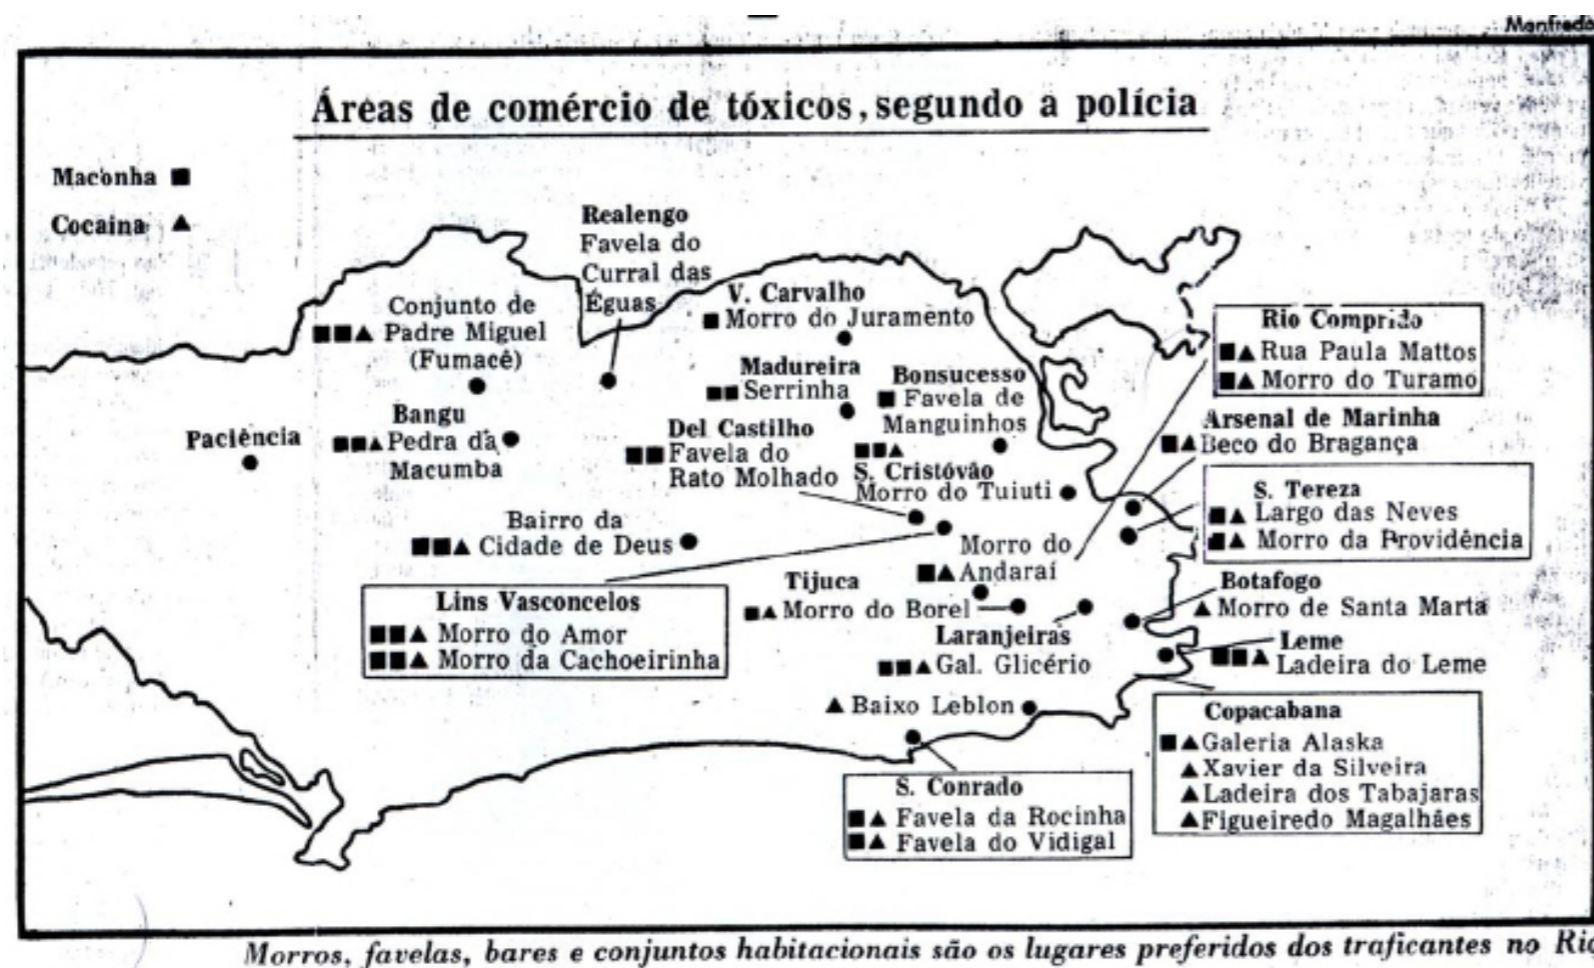 Manfredo
Áreas de comércio de tóxicos, segundo a polícia
Maconha ■
Cocaina ▲
Realengo
Favela do
Curral das
Éguas
Conjunto de
■■▲ Padre Miguel
(Fumacê)
V. Carvalho
■ Morro do Juramento
Rio Comprido
■▲ Rua Paula Mattos
■▲ Morro do Turamo
Madureira
■■ Serrinha
Bonsucesso
■ Favela de
Manguinhos
Paciência
Bangu
■■▲ Pedra da
Macumba
Del Castilho
■■ Favela do
Rato Molhado
■■▲
S. Cristóvão
Morro do Tuiuti
Arsenal de Marinha
■▲ Beco do Bragança
S. Tereza
■▲ Largo das Neves
■▲ Morro da Providência
Bairro da
■■▲ Cidade de Deus
Morro do
■▲ Andaraí
Lins Vasconcelos
■■▲ Morro do Amor
■■▲ Morro da Cachoeirinha
Tijuca
■▲ Morro do Borel
Botafogo
▲ Morro de Santa Marta
Laranjeiras
■■▲ Gal. Glicério
Leme
■■▲ Ladeira do Leme
▲ Baixo Leblon
Copacabana
■▲ Galeria Alaska
▲ Xavier da Silveira
▲ Ladeira dos Tabajaras
▲ Figueiredo Magalhães
S. Conrado
■▲ Favela da Rocinha
■▲ Favela do Vidigal
Morros, favelas, bares e conjuntos habitacionais são os lugares preferidos dos traficantes no Rio